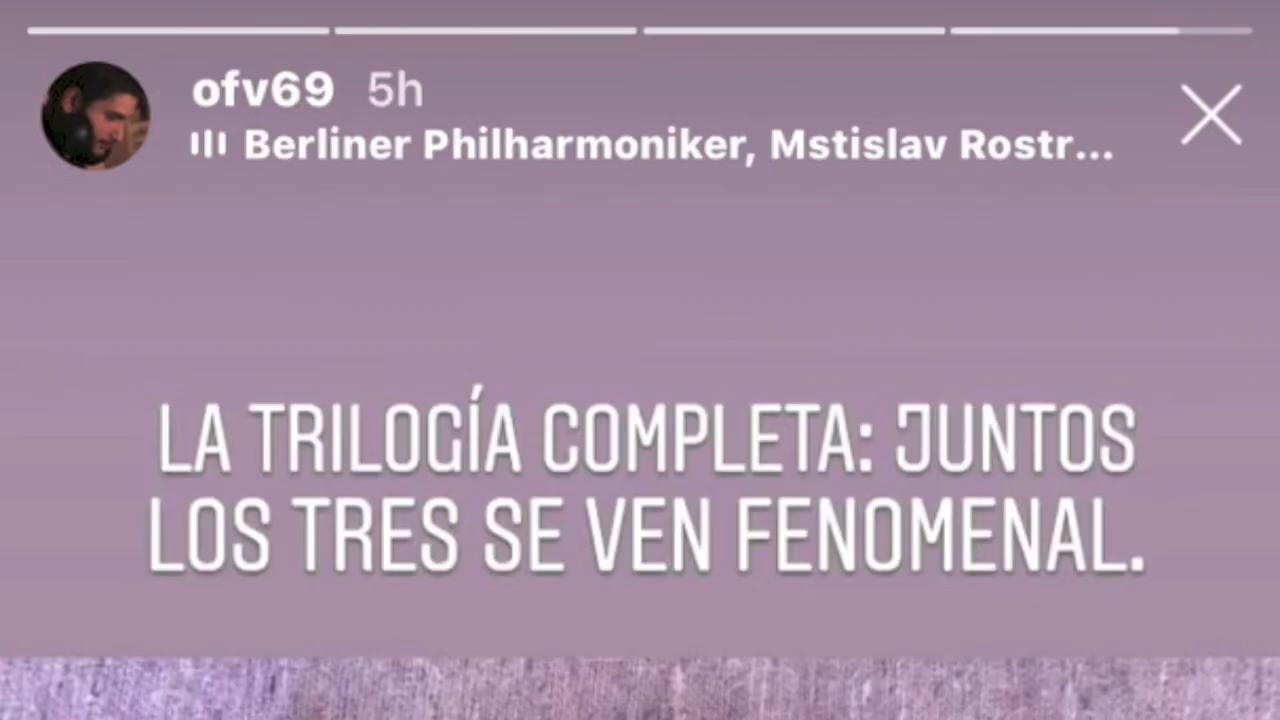 ofv69 5h
Berliner Philharmoniker, Mstislav Rostr...
LA TRILOGÍA COMPLETA: JUNTOS
LOS TRES SE VEN FENOMENAL.